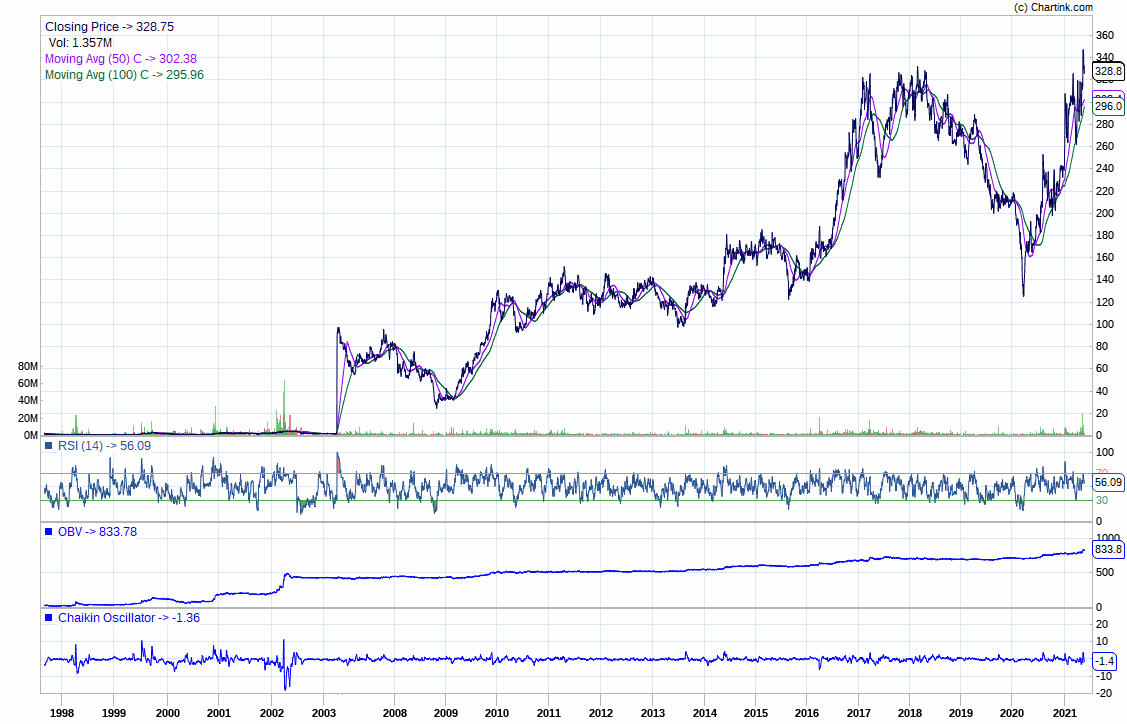 (c) Chartink.com
Closing Price -> 328.75
Vol: 1.357M
Moving Avg (50) C -> 302.38
Moving Avg (100) C -> 295.96
360
340
328.8
296.0
280
260
240
220
200
180
160
140
120
100
80
60
40
20
0
80M
60M
40M
20M
0M
RSI (14) -> 56.09
100
70
56.09
30
0
OBV -> 833.78
1000
833.8
500
0
Chaikin Oscillator -> -1.36
20
10
-1.4
-10
-20
1998 1999 2000 2001 2002 2003 2008 2009 2010 2011 2012 2013 2014 2015 2016 2017 2018 2019 2020 2021